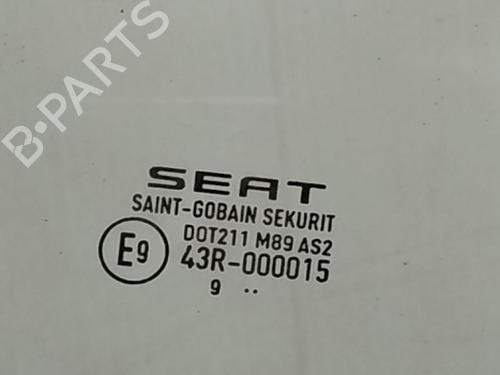 B-PARTS
SEAT
SAINT-GOBAIN SEKURIT
DOT211 M89 AS2
E9 43R-000015
9 ..